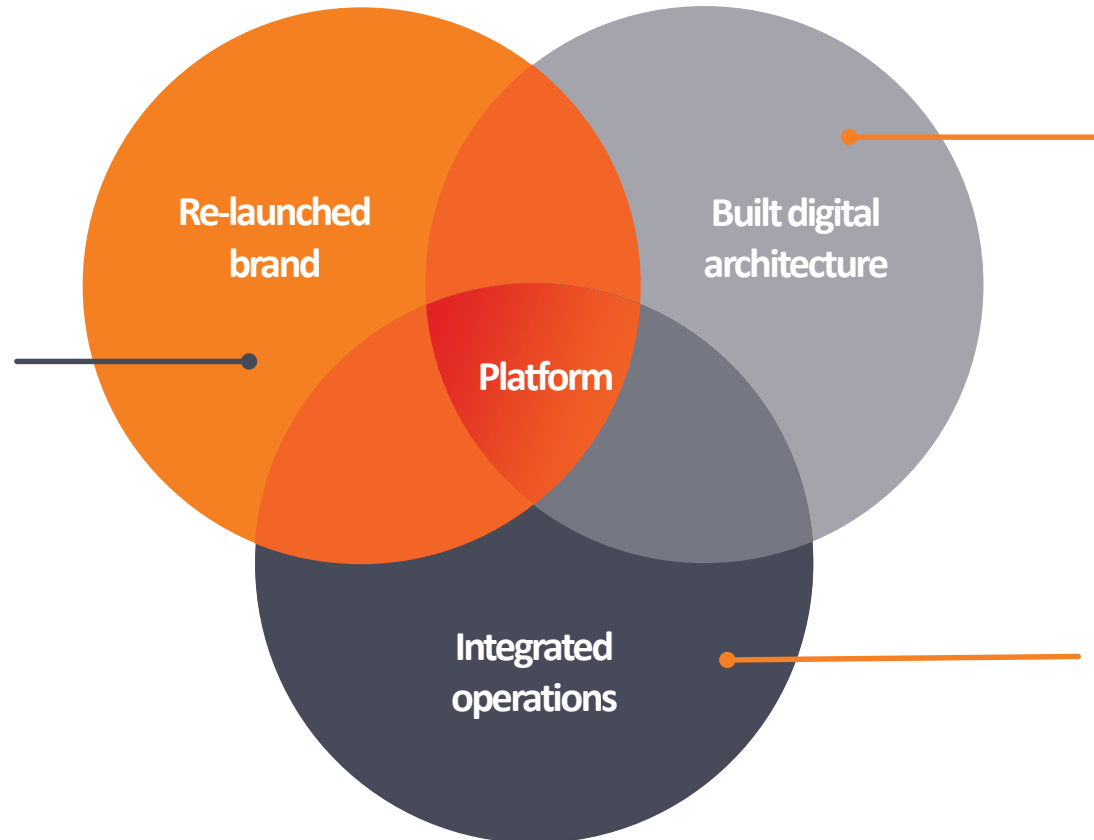 Re-launched
brand
Built digital
architecture
Platform
Integrated
operations